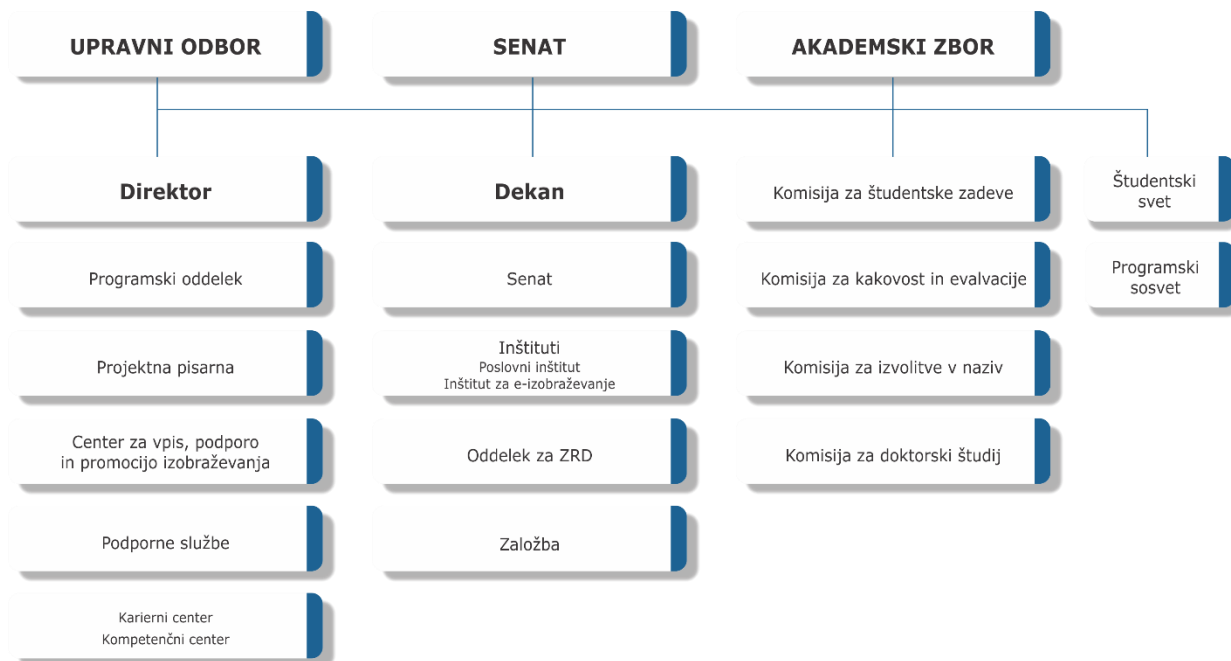 UPRAVNI ODBOR
SENAT
AKADEMSKI ZBOR
Direktor
Dekan
Komisija za študentske zadeve
Študentski
svet
Programski oddelek
Senat
Komisija za kakovost in evalvacije
Programski
sosvet
Projektna pisarna
Inštituti
Poslovni inštitut
Inštitut za e-izobraževanje
Komisija za izvolitve v naziv
Center za vpis, podporo
in promocijo izobraževanja
Oddelek za ZRD
Komisija za doktorski študij
Podporne službe
Založba
Karierni center
Kompetenčni center